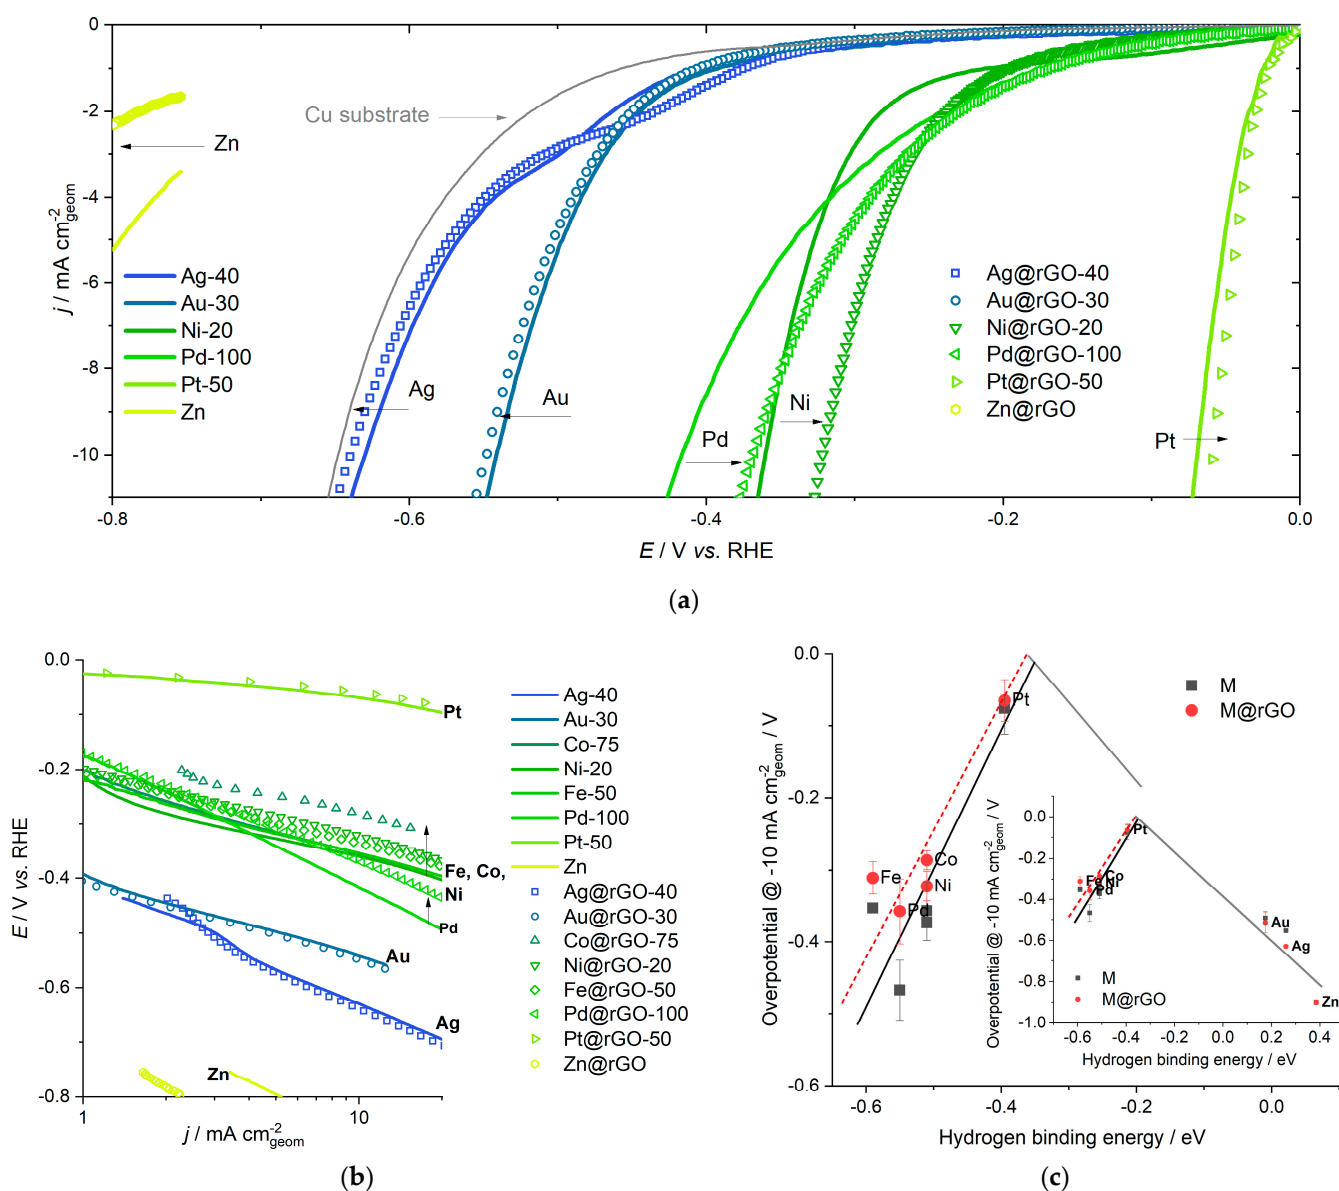 0
-2
-4
-6
-8
-10
j / mA cm-2geom
Cu substrate
Zn
Ag-40
Au-30
Ni-20
Pd-100
Pt-50
Zn
Ag@rGO-40
Au@rGO-30
Ni@rGO-20
Pd@rGO-100
Pt@rGO-50
Zn@rGO
Ag
Au
Pd
Ni
Pt
-0.8
-0.6
-0.4
-0.2
0.0
E / V vs. RHE
(a)
0.0
-0.2
-0.4
-0.6
-0.8
E / V vs. RHE
Pt
Fe, Co,
Ni
Pd
Au
Ag
Zn
1
10
j / mA cm-2geom
Ag-40
Au-30
Co-75
Ni-20
Fe-50
Pd-100
Pt-50
Zn
Ag@rGO-40
Au@rGO-30
Co@rGO-75
Ni@rGO-20
Fe@rGO-50
Pd@rGO-100
Pt@rGO-50
Zn@rGO
(b)
0.0
-0.2
-0.4
-0.6
Overpotential @ -10 mA cm-2geom / V
M
M@rGO
Pt
Fe
Co
Ni
Pd
-0.6
-0.4
-0.2
0.0
Hydrogen binding energy / eV
0.0
-0.2
-0.4
-0.6
-0.8
-1.0
Overpotential @ -10 mA cm-2geom / V
Pt
Co
Fe
Ni
Pd
Au
Ag
Zn
M
M@rGO
-0.6
-0.4
-0.2
0.0
0.2
0.4
Hydrogen binding energy / eV
(c)